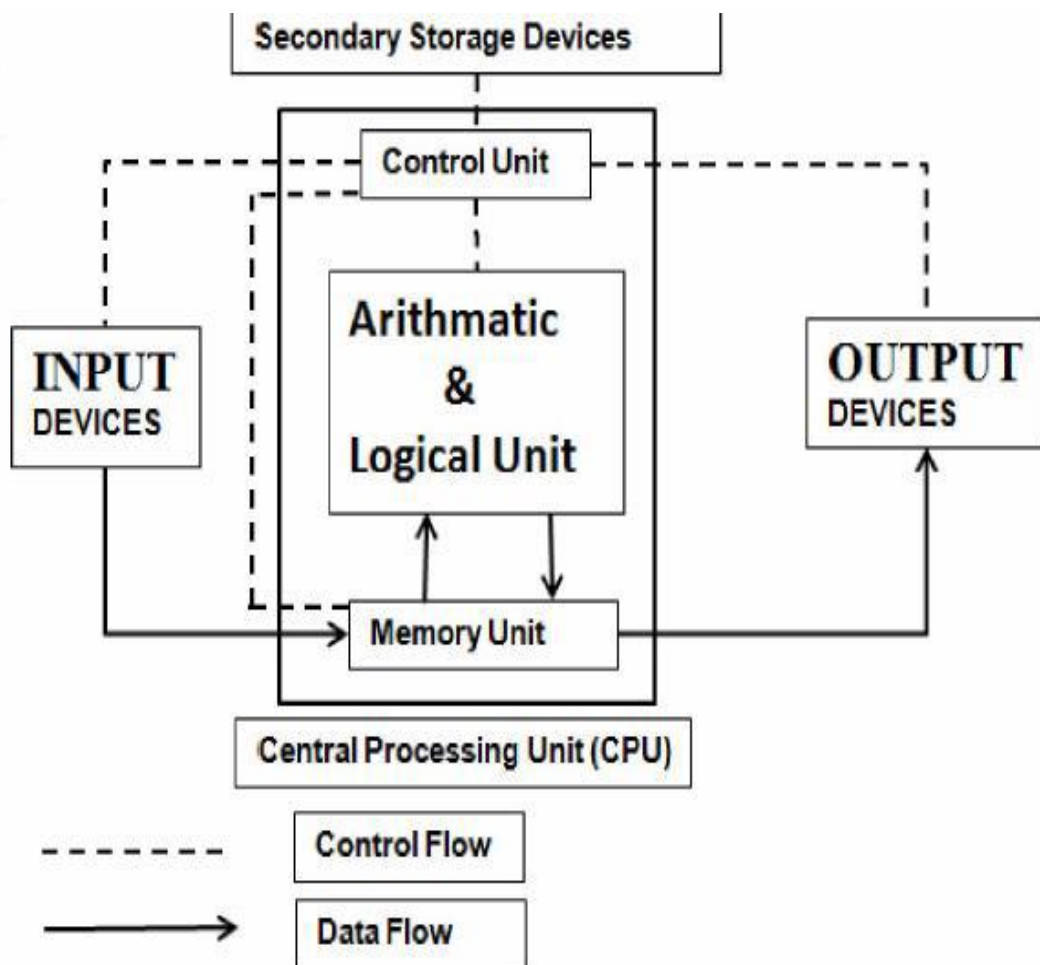 Secondary Storage Devices
Control Unit
Arithmatic
&
Logical Unit
INPUT
DEVICES
OUTPUT
DEVICES
Memory Unit
Central Processing Unit (CPU)
Control Flow
Data Flow